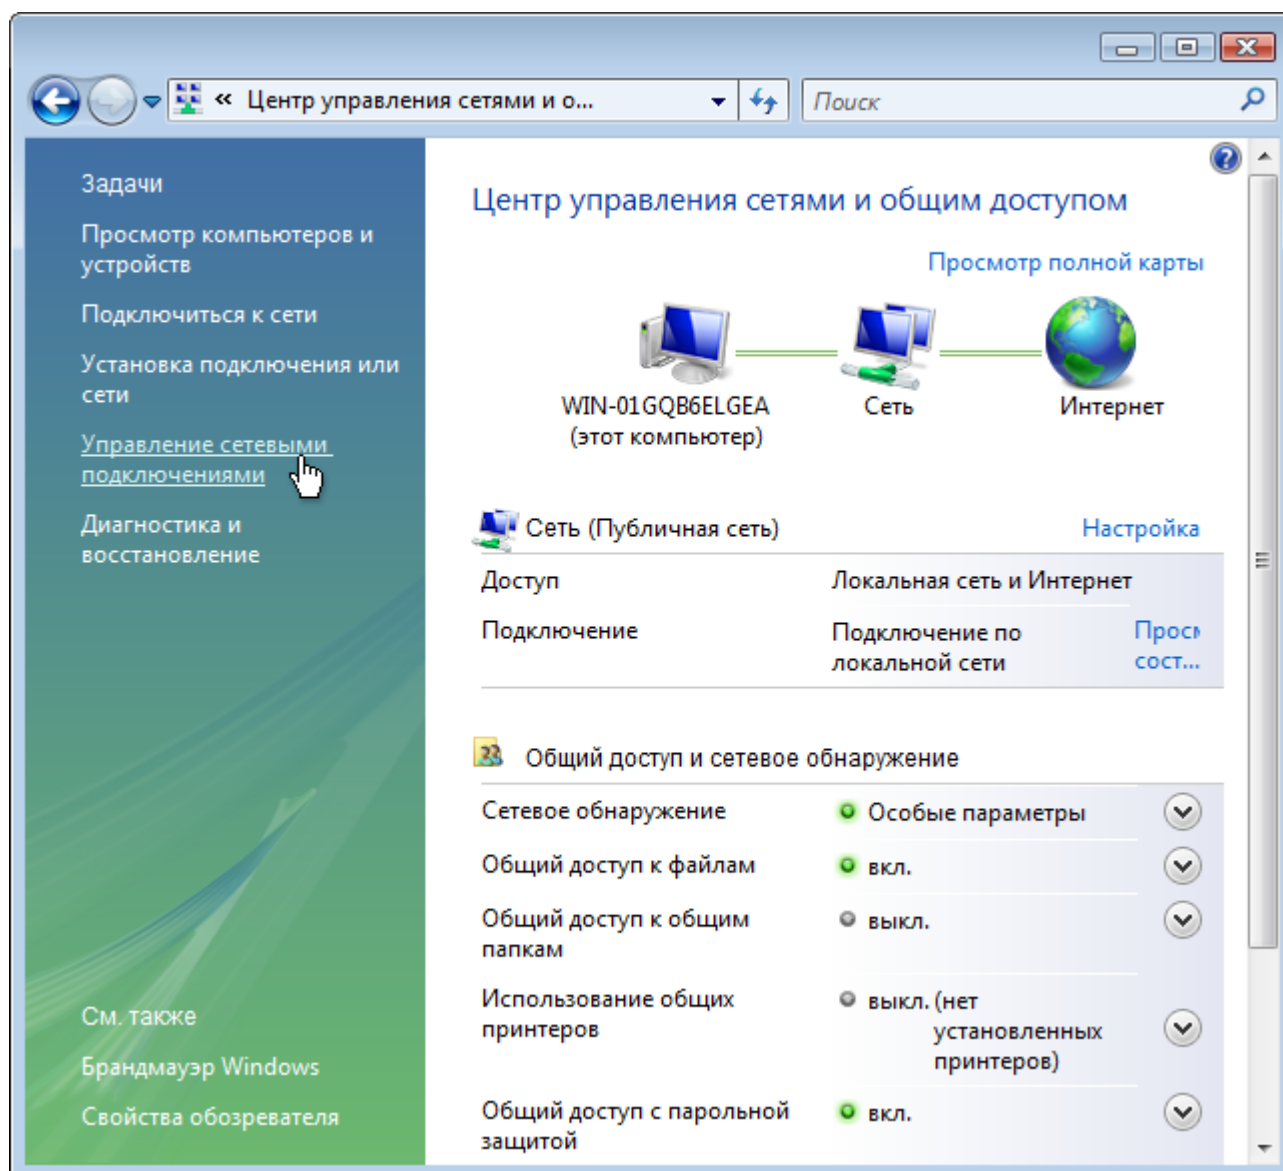 « Центр управления сетями и о...
Поиск
Задачи
Просмотр компьютеров и
устройств
Подключиться к сети
Установка подключения или
сети
Управление сетевыми
подключениями
Диагностика и
восстановление
См. также
Брандмауэр Windows
Свойства обозревателя
Центр управления сетями и общим доступом
Просмотр полной карты
WIN-01GQB6ELGEA
(этот компьютер)
Сеть
Интернет
Сеть (Публичная сеть)
Настройка
Доступ
Локальная сеть и Интернет
Подключение
Подключение по
локальной сети
сост...
Общий доступ и сетевое обнаружение
Сетевое обнаружение
Особые параметры
Общий доступ к файлам
вкл.
Общий доступ к общим
папкам
выкл.
Использование общих
принтеров
выкл. (нет
установленных
принтеров)
Общий доступ с парольной
защитой
вкл.